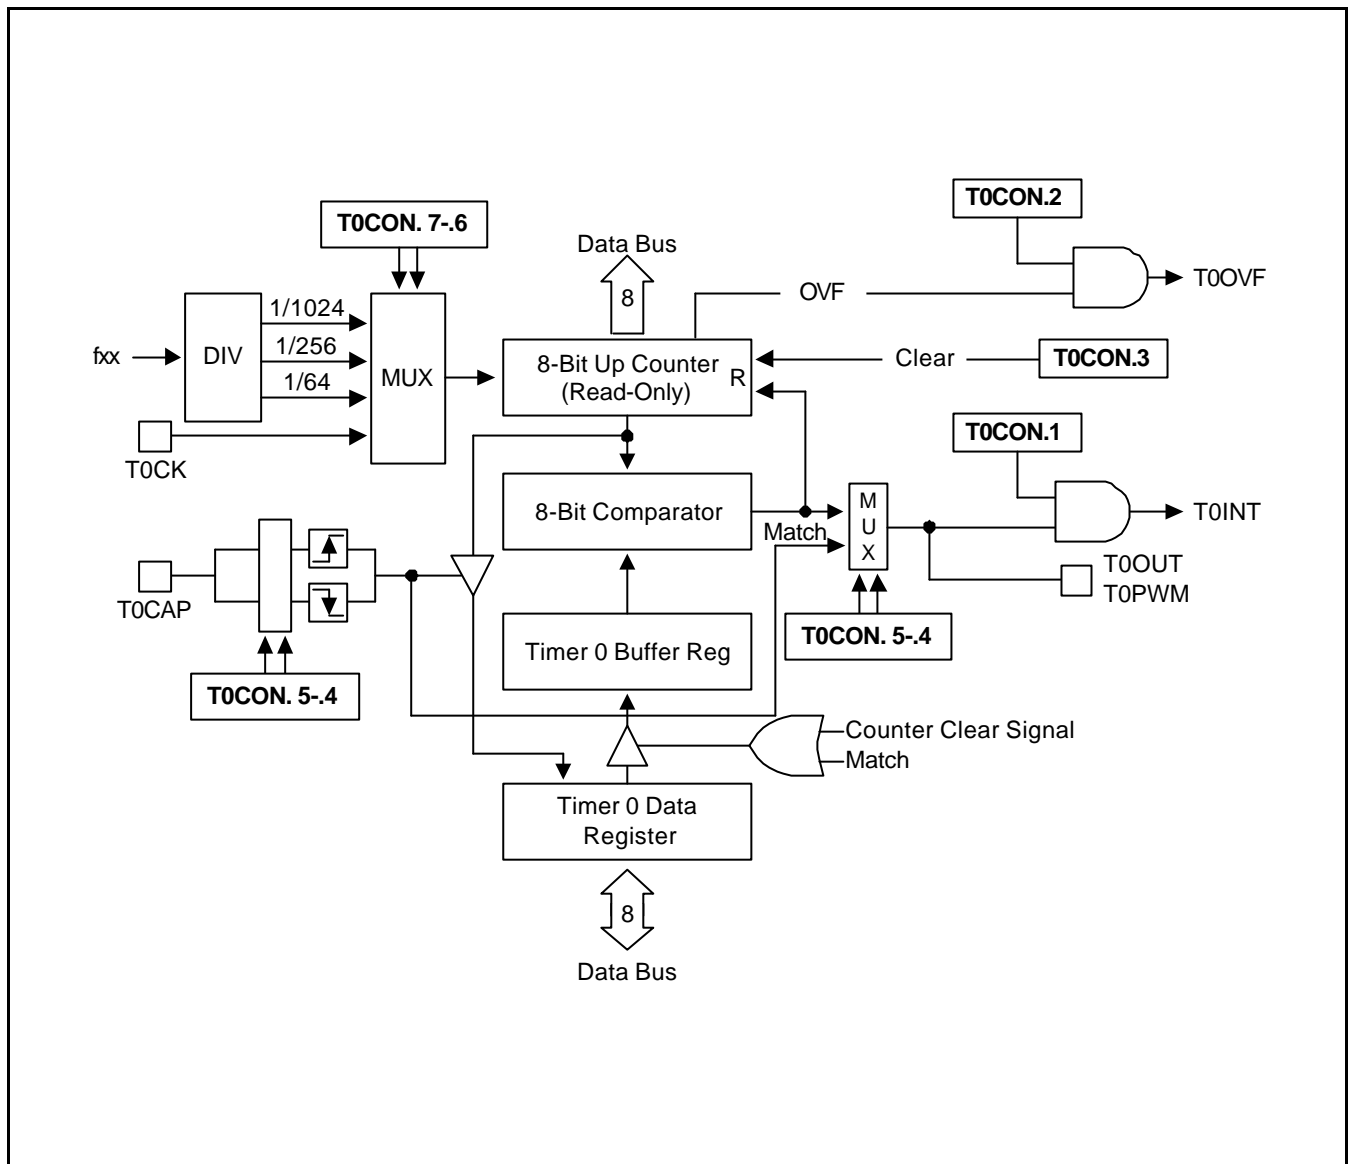 T0CON.2
T0CON. 7-.6
Data Bus
8
OVF
T0OVF
1/1024
1/256
1/64
fxx
DIV
MUX
8-Bit Up Counter
(Read-Only)
R
Clear
T0CON.3
T0CK
T0CON.1
8-Bit Comparator
Match
M
U
X
T0INT
T0OUT
T0PWM
T0CAP
T0CON. 5-.4
Timer 0 Buffer Reg
T0CON. 5-.4
Counter Clear Signal
Match
Timer 0 Data
Register
8
Data Bus